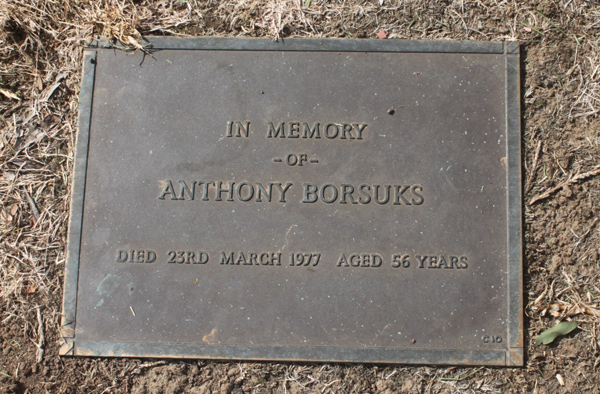 IN MEMORY
- OF -
ANTHONY BORSUKS
DIED 23RD MARCH 1977 AGED 56 YEARS
C10